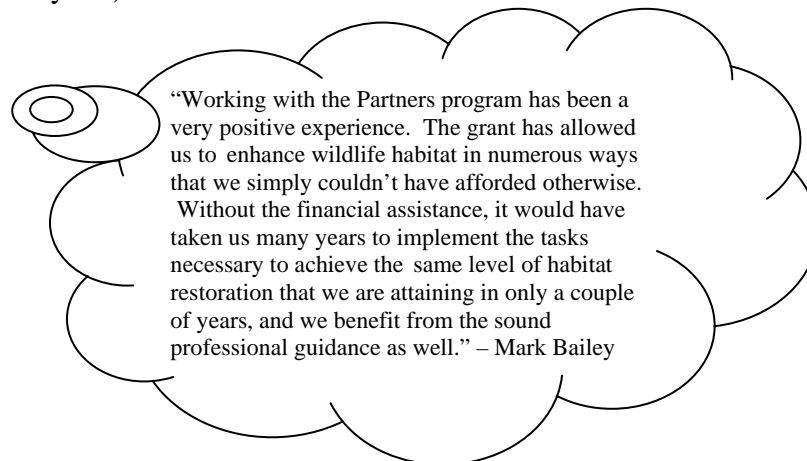 “Working with the Partners program has been a
very positive experience. The grant has allowed
us to enhance wildlife habitat in numerous ways
that we simply couldn’t have afforded otherwise.
Without the financial assistance, it would have
taken us many years to implement the tasks
necessary to achieve the same level of habitat
restoration that we are attaining in only a couple
of years, and we benefit from the sound
professional guidance as well.” – Mark Bailey